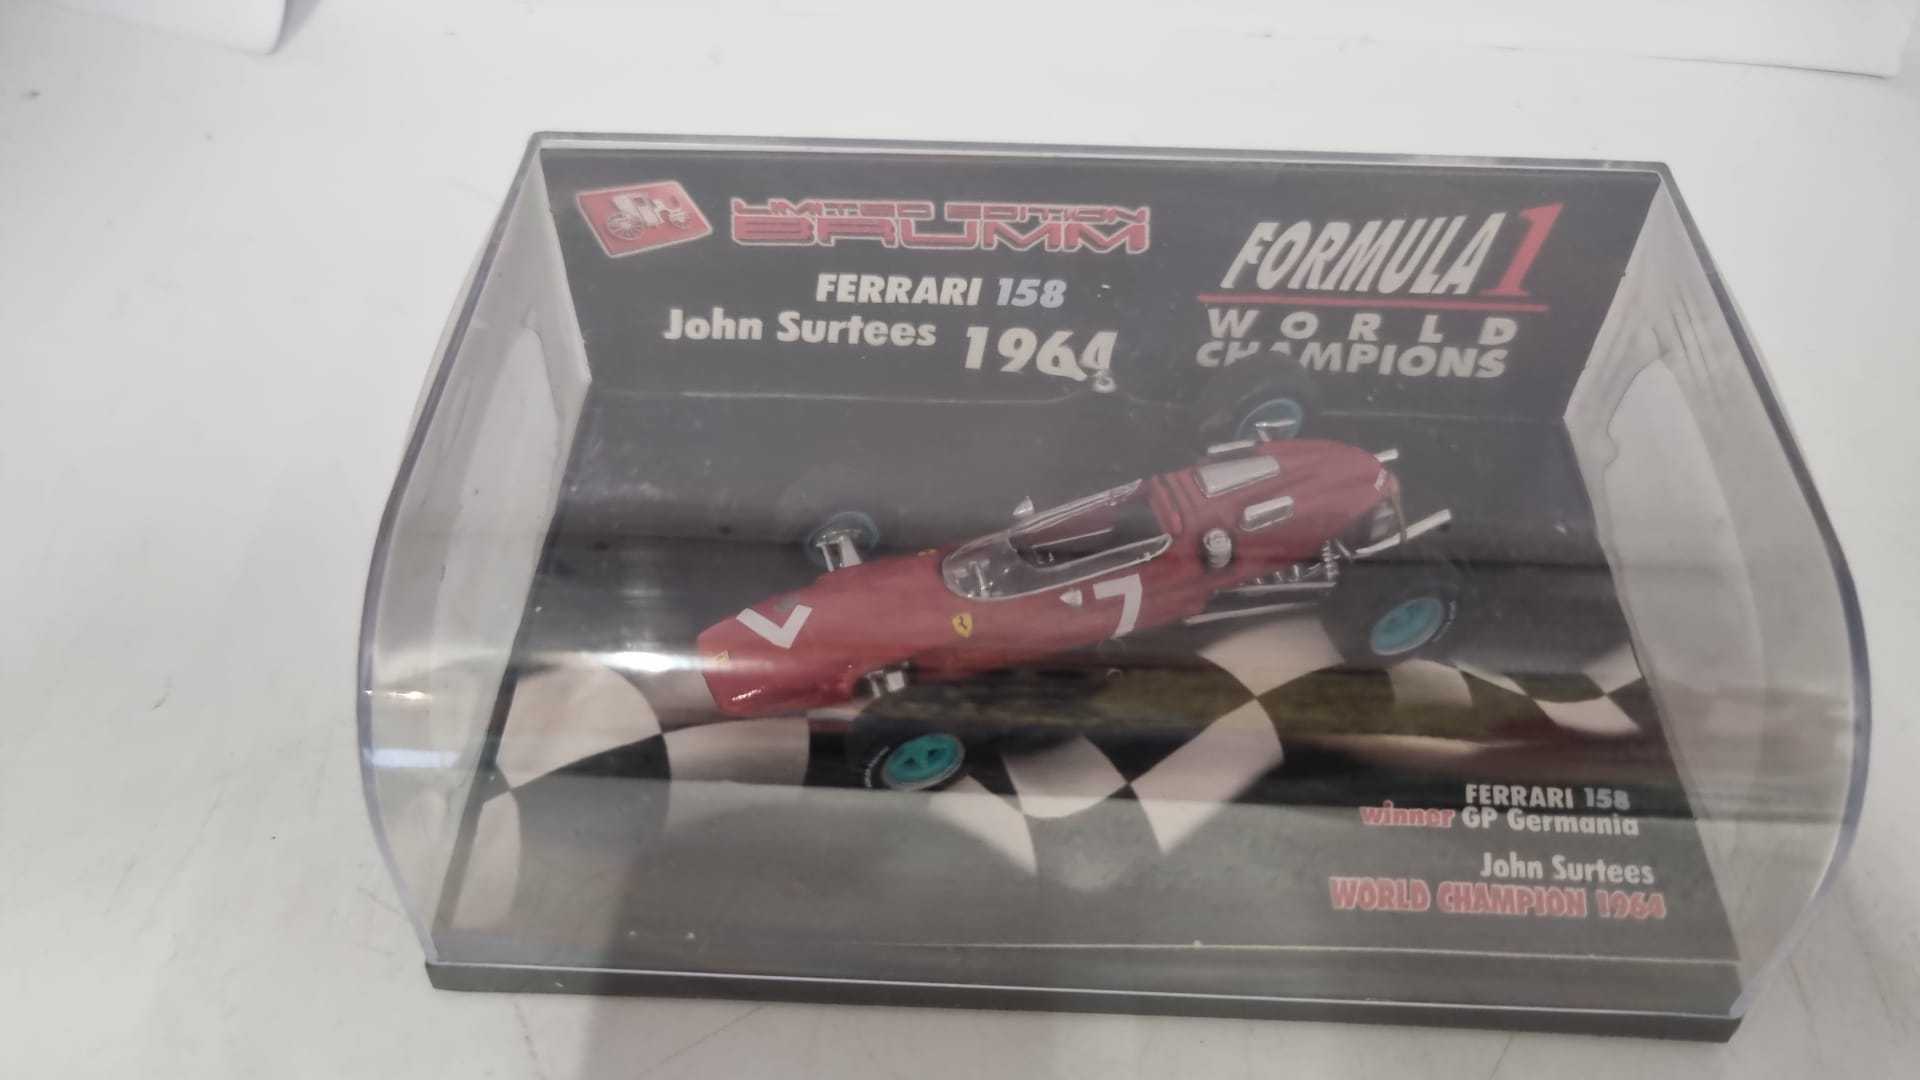 LIMITED EDITION
BRUMM
FERRARI 158
John Surtees 1964
FORMULA 1
WORLD
CHAMPIONS
7
7
FERRARI 158
winner GP Germania
John Surtees
WORLD CHAMPION 1964